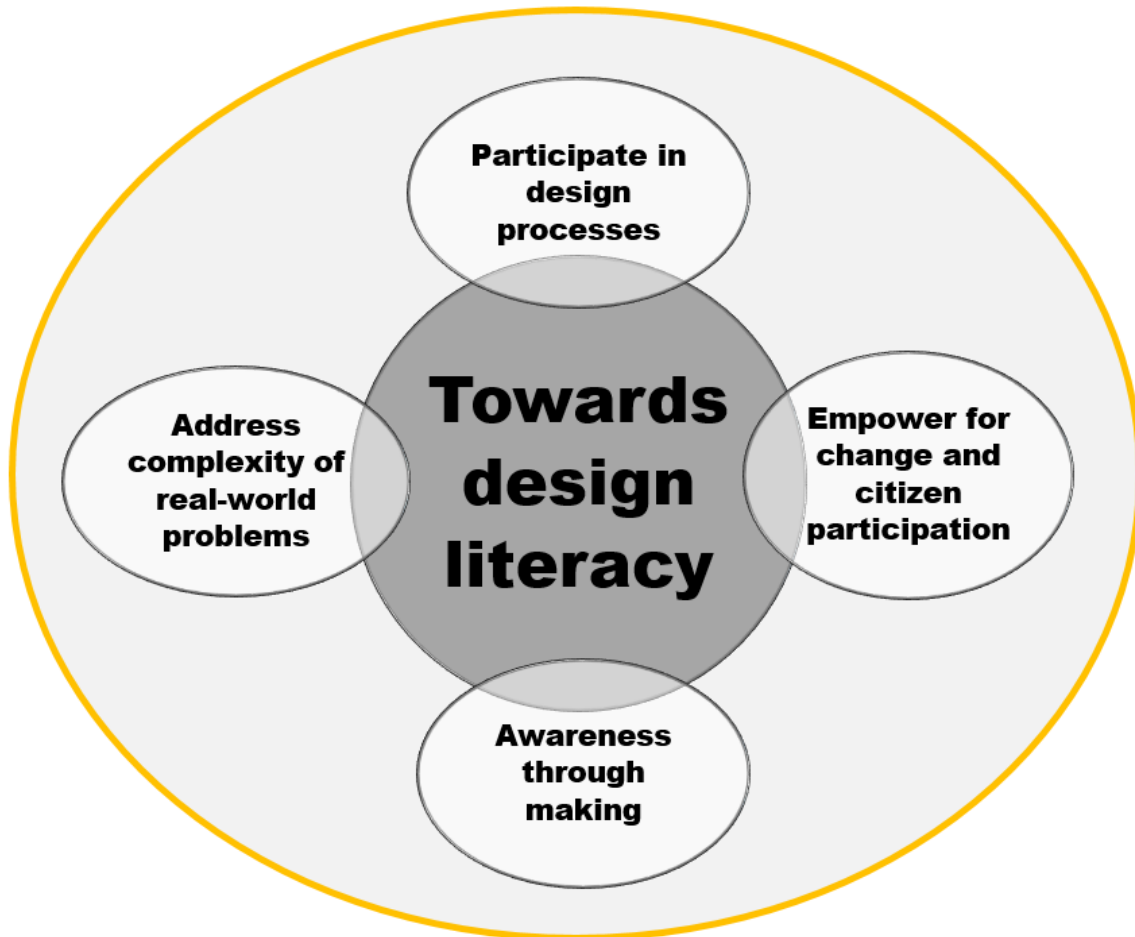 Participate in
design
processes
Towards
design
literacy
Address
complexity of
real-world
problems
Empower for
change and
citizen
participation
Awareness
through
making